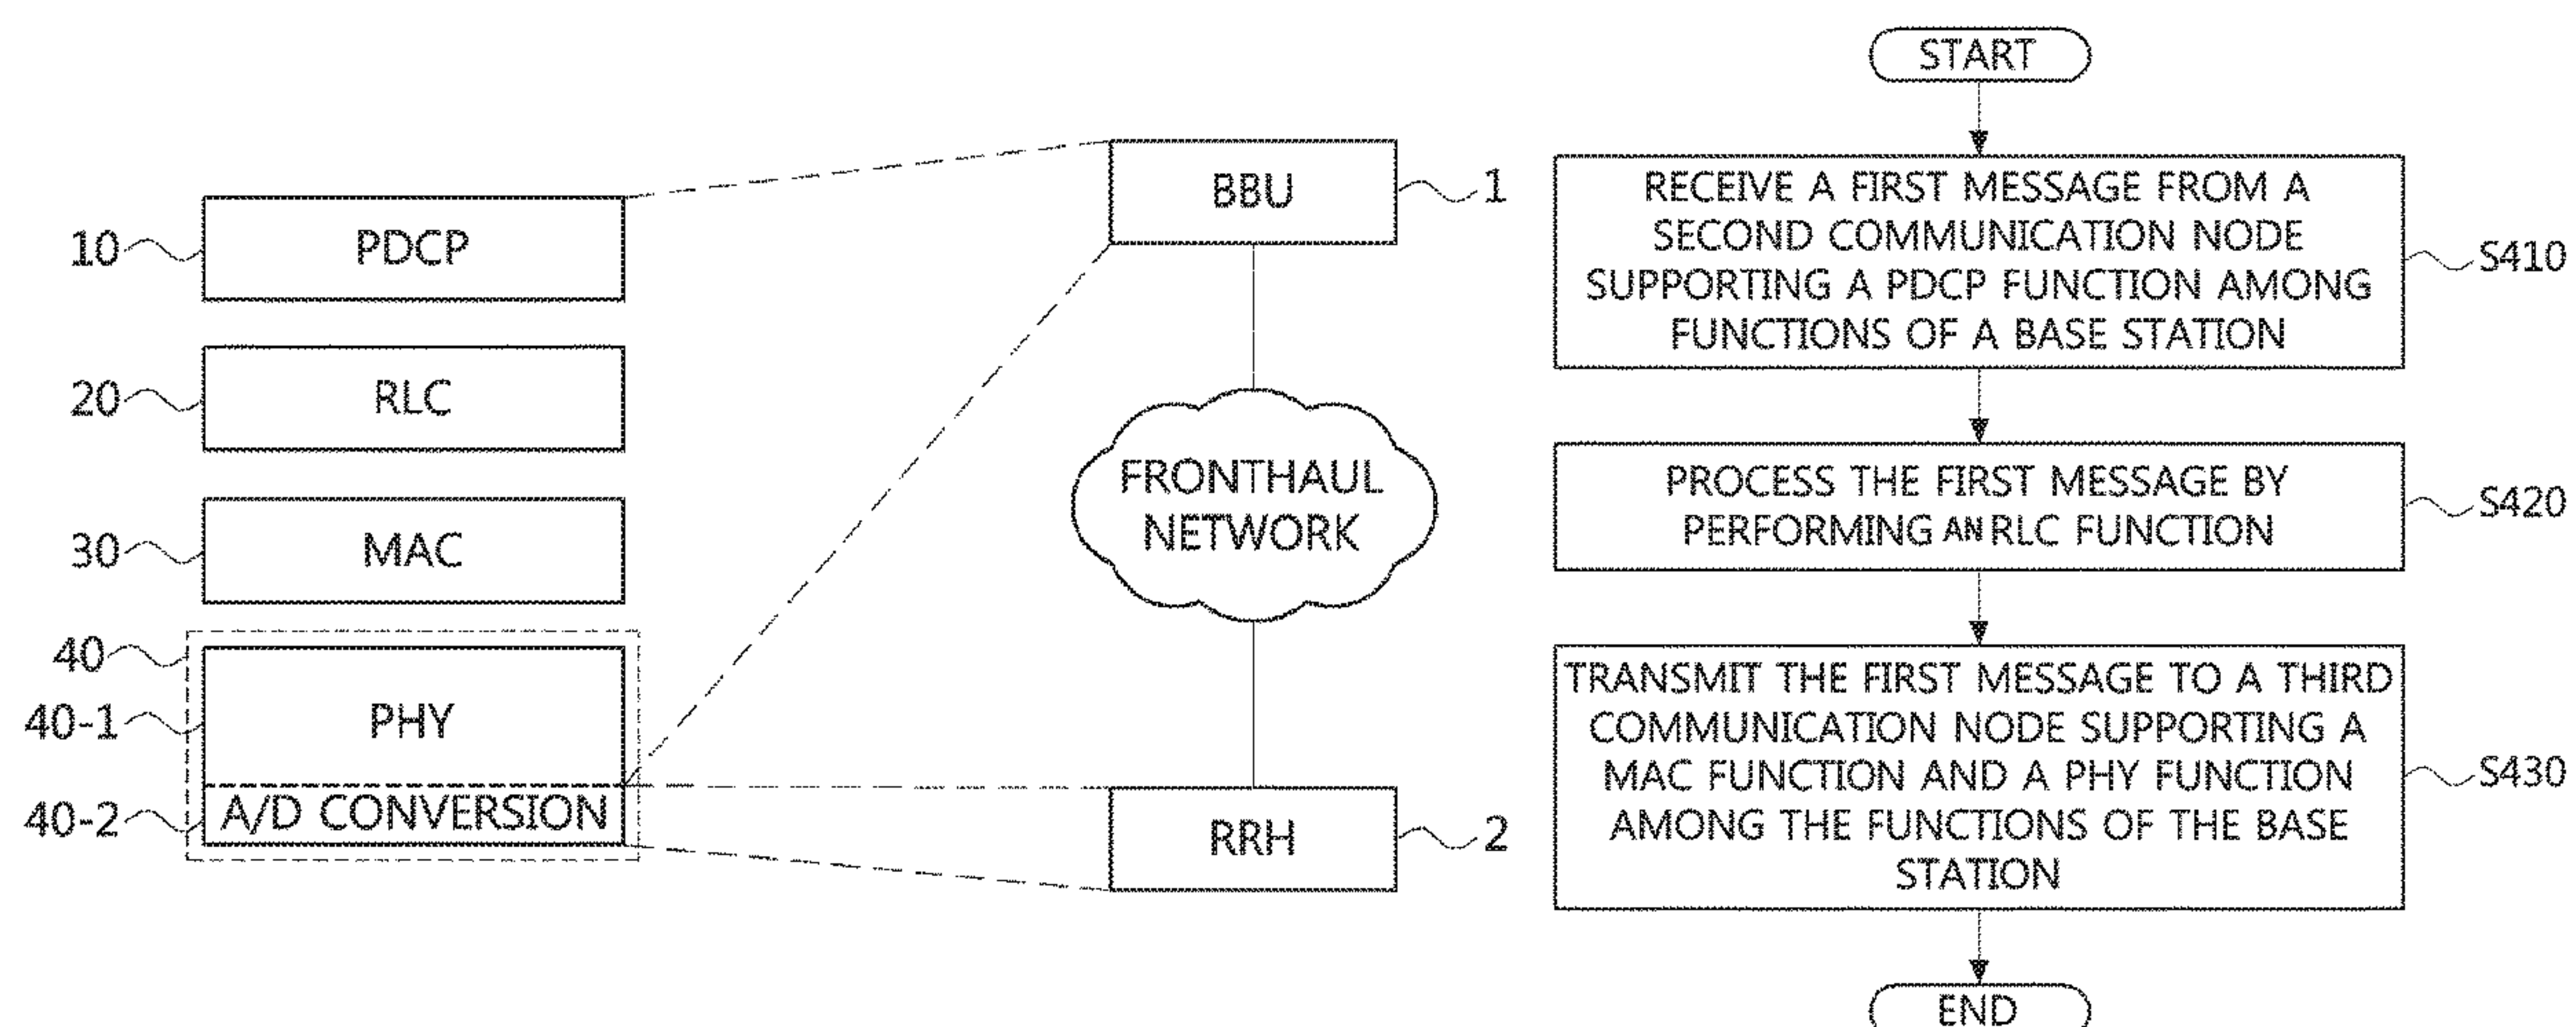 10
PDCP
20
RLC
30
MAC
40
40-1
PHY
40-2
A/D CONVERSION
BBU
1
FRONTHAUL
NETWORK
RRH
2
START
RECEIVE A FIRST MESSAGE FROM A
SECOND COMMUNICATION NODE
SUPPORTING A PDCP FUNCTION AMONG
FUNCTIONS OF A BASE STATION
S410
PROCESS THE FIRST MESSAGE BY
PERFORMING AN RLC FUNCTION
S420
TRANSMIT THE FIRST MESSAGE TO A THIRD
COMMUNICATION NODE SUPPORTING A
MAC FUNCTION AND A PHY FUNCTION
AMONG THE FUNCTIONS OF THE BASE
STATION
S430
END